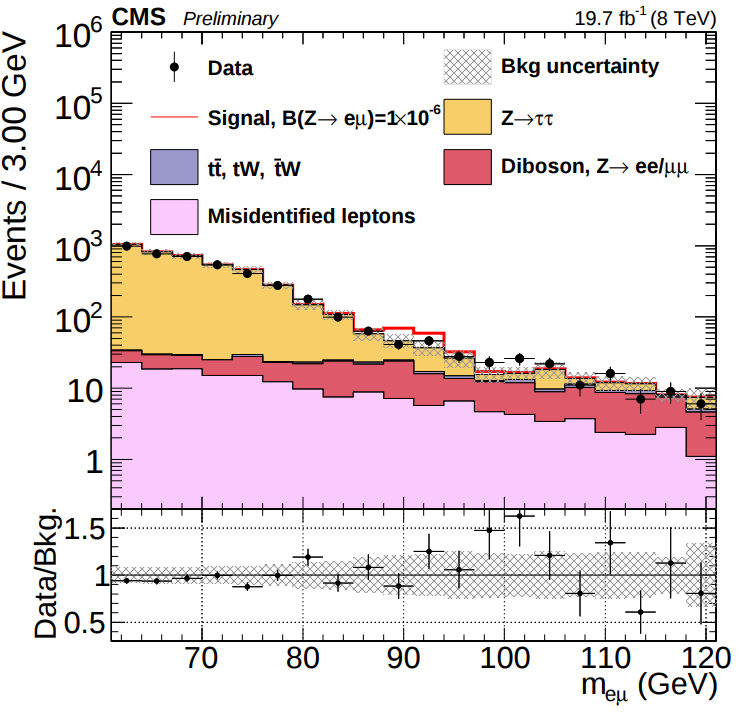 CMS Preliminary 19.7 fb⁻¹ (8 TeV)
Events / 3.00 GeV
10⁶
10⁵
10⁴
10³
10²
10
1
Data
Bkg uncertainty
Signal, B(Z→ eμ)=1×10⁻⁶
Z→ττ
tt̄, tW, t̄W
Diboson, Z→ ee/μμ
Misidentified leptons
Data/Bkg.
1.5
1
0.5
70 80 90 100 110 120
m_eμ (GeV)